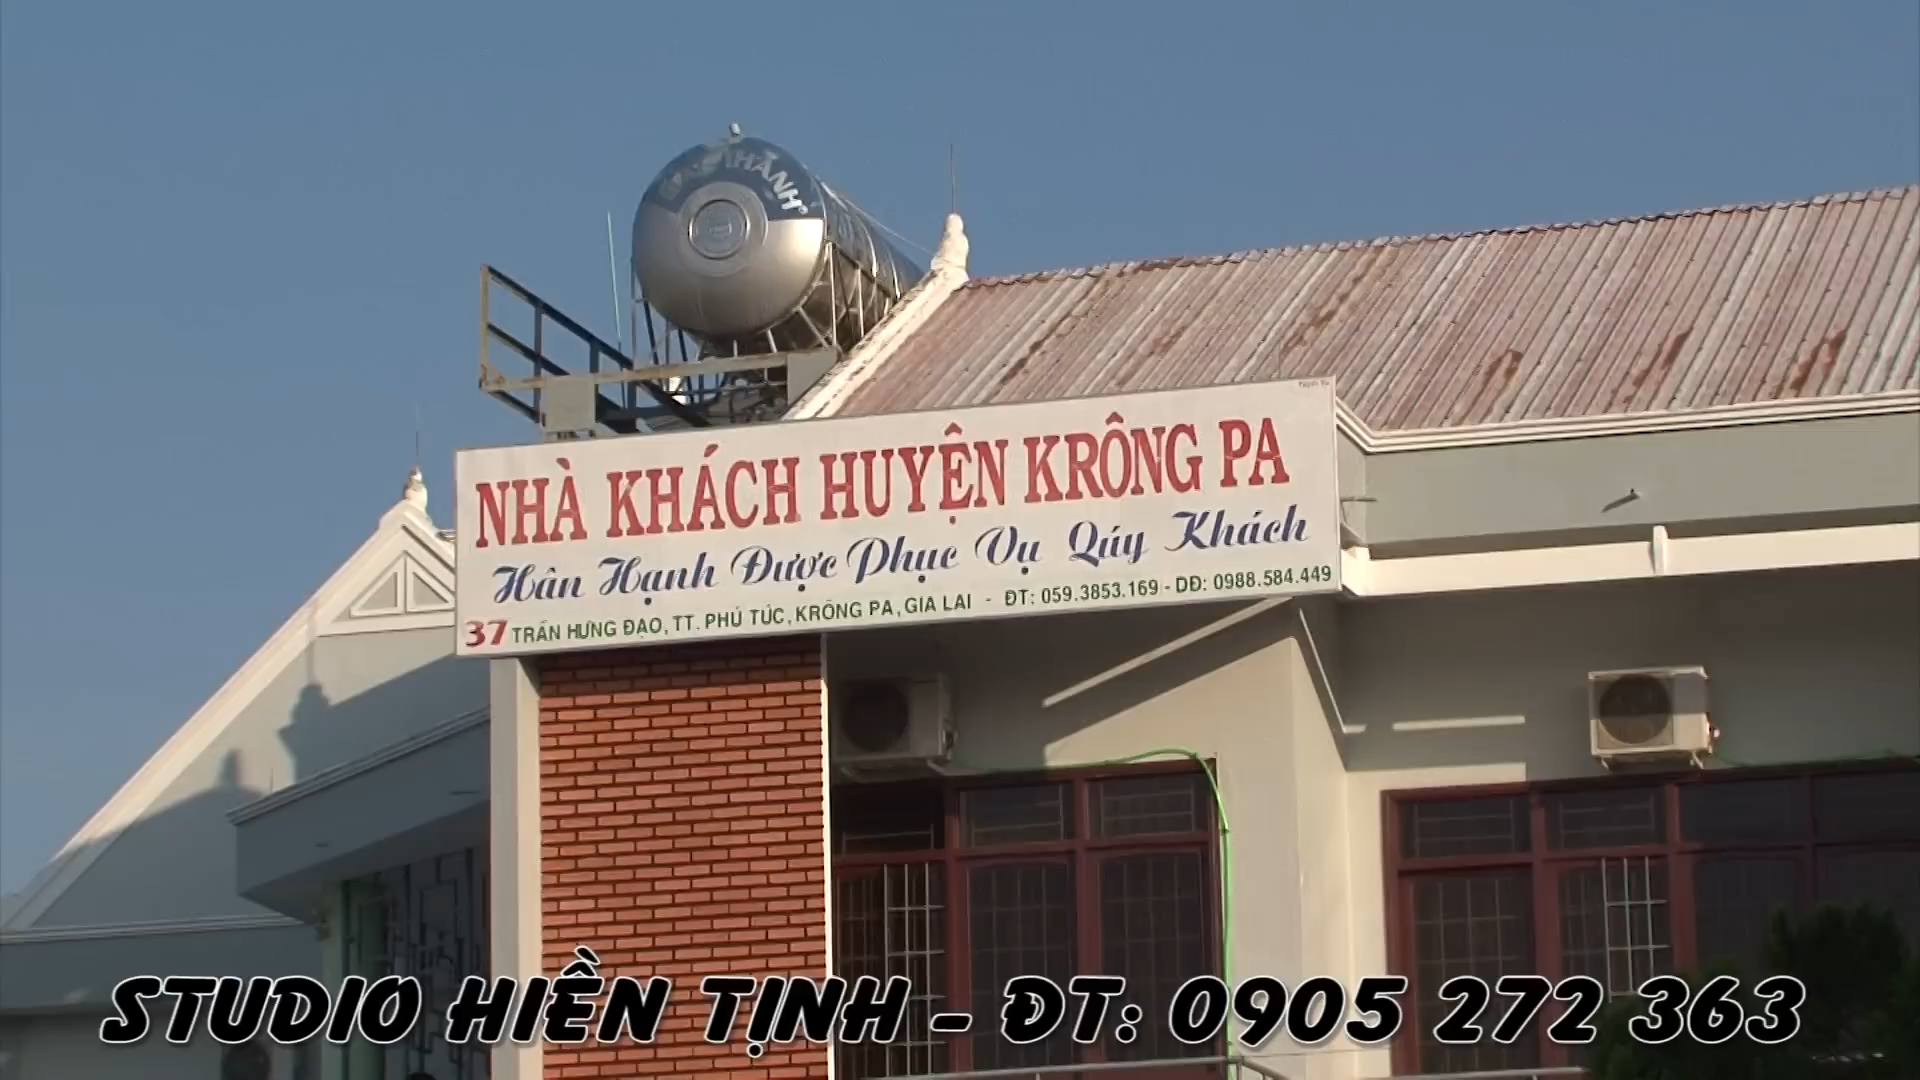 HÀNH
NHÀ KHÁCH HUYỆN KRÔNG PA
Hân Hạnh Được Phục Vụ Qúy Khách
37 TRẦN HƯNG ĐẠO, TT. PHÚ TÚC, KRÔNG PA, GIA LAI - ĐT: 059.3853.169 - DĐ: 0988.584.449
STUDIO HIỀN TỊNH - ĐT: 0905 272 363